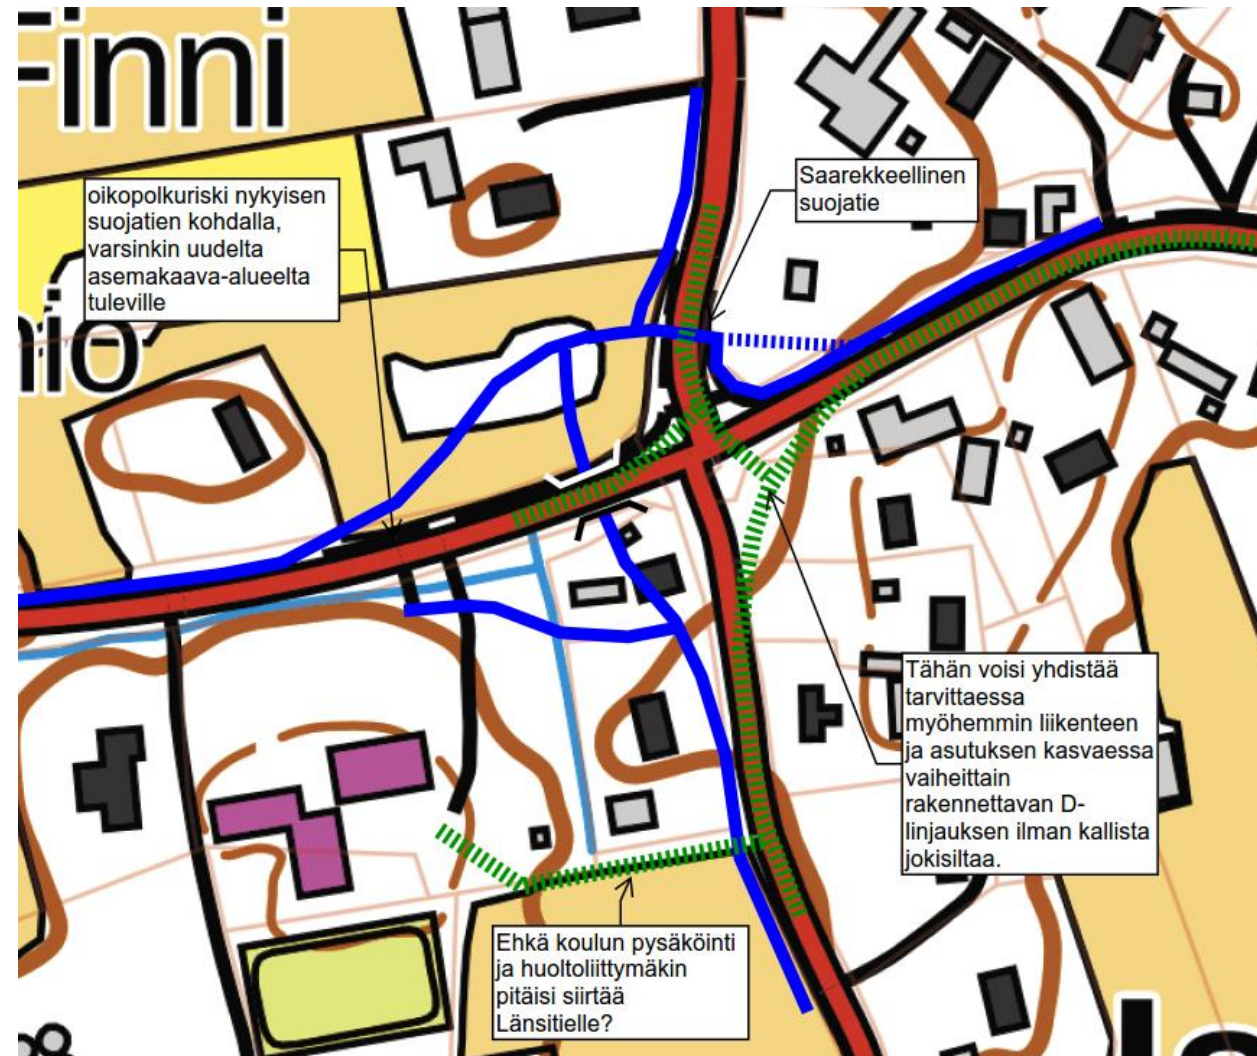 Finni
oikopolkuriski nykyisen
suojatien kohdalla,
varsinkin uudelta
asemakaava-alueelta
tuleville
Saarekkeellinen
suojatie
Tähän voisi yhdistää
tarvittaessa
myöhemmin liikenteen
ja asutuksen kasvaessa
vaiheittain
rakennettavan D-
linjauksen ilman kallista
jokisiltaa.
Ehkä koulun pysäköinti
ja huoltoliittymäkin
pitäisi siirtää
Länsitielle?